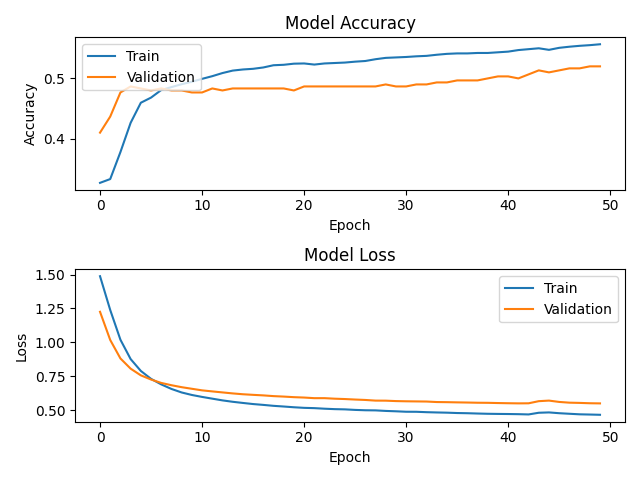 Model Accuracy
Train
Validation
0.5
0.4
Accuracy
0 10 20 30 40 50
Epoch
Model Loss
Train
Validation
1.50
1.25
1.00
0.75
0.50
Loss
0 10 20 30 40 50
Epoch